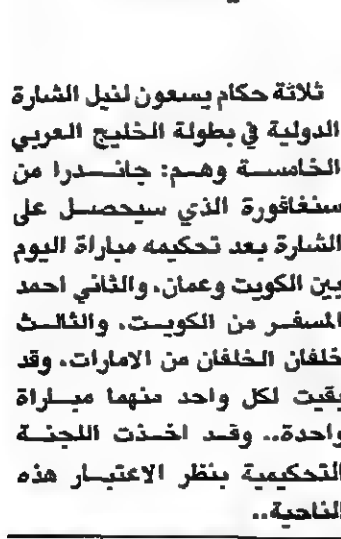 ثلاثة حكام يسعون لنيل الشارة
الدولية في بطولة الخليج العربي
الخامسة وهم: جاندرا من
سنغافورة الذي سيحصل على
الشارة بعد تحكيمه مباراة اليوم
بين الكويت وعمان، والثاني احمد
المسفر من الكويت، والثالث
خلفان الخلفان من الامارات، وقد
بقيت لكل واحد منهما مباراة
واحدة.. وقد اخذت اللجنة
التحكيمية بنظر الاعتبار هذه
الناحية..